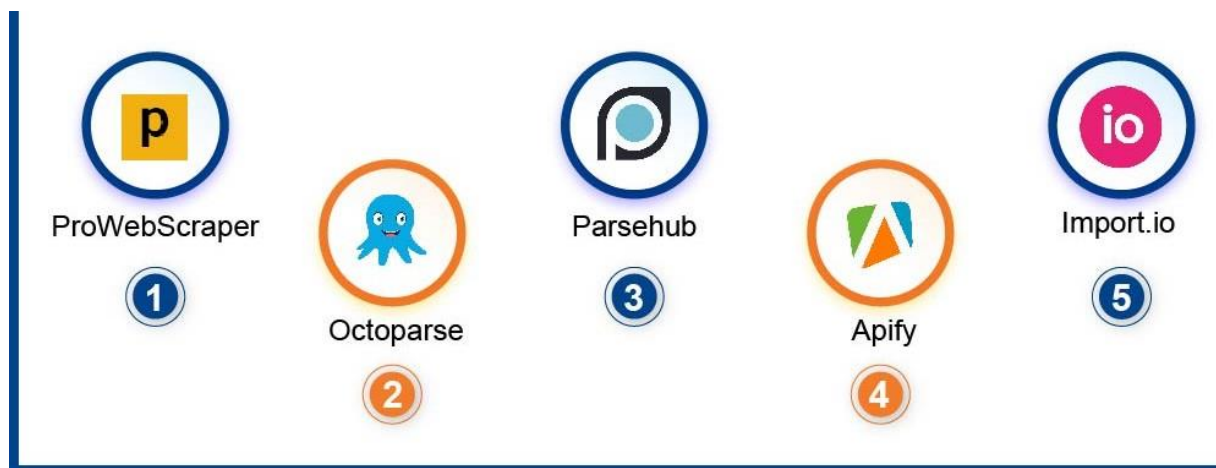 p
ProWebScraper
1
Octoparse
2
Parsehub
3
Apify
4
io
Import.io
5